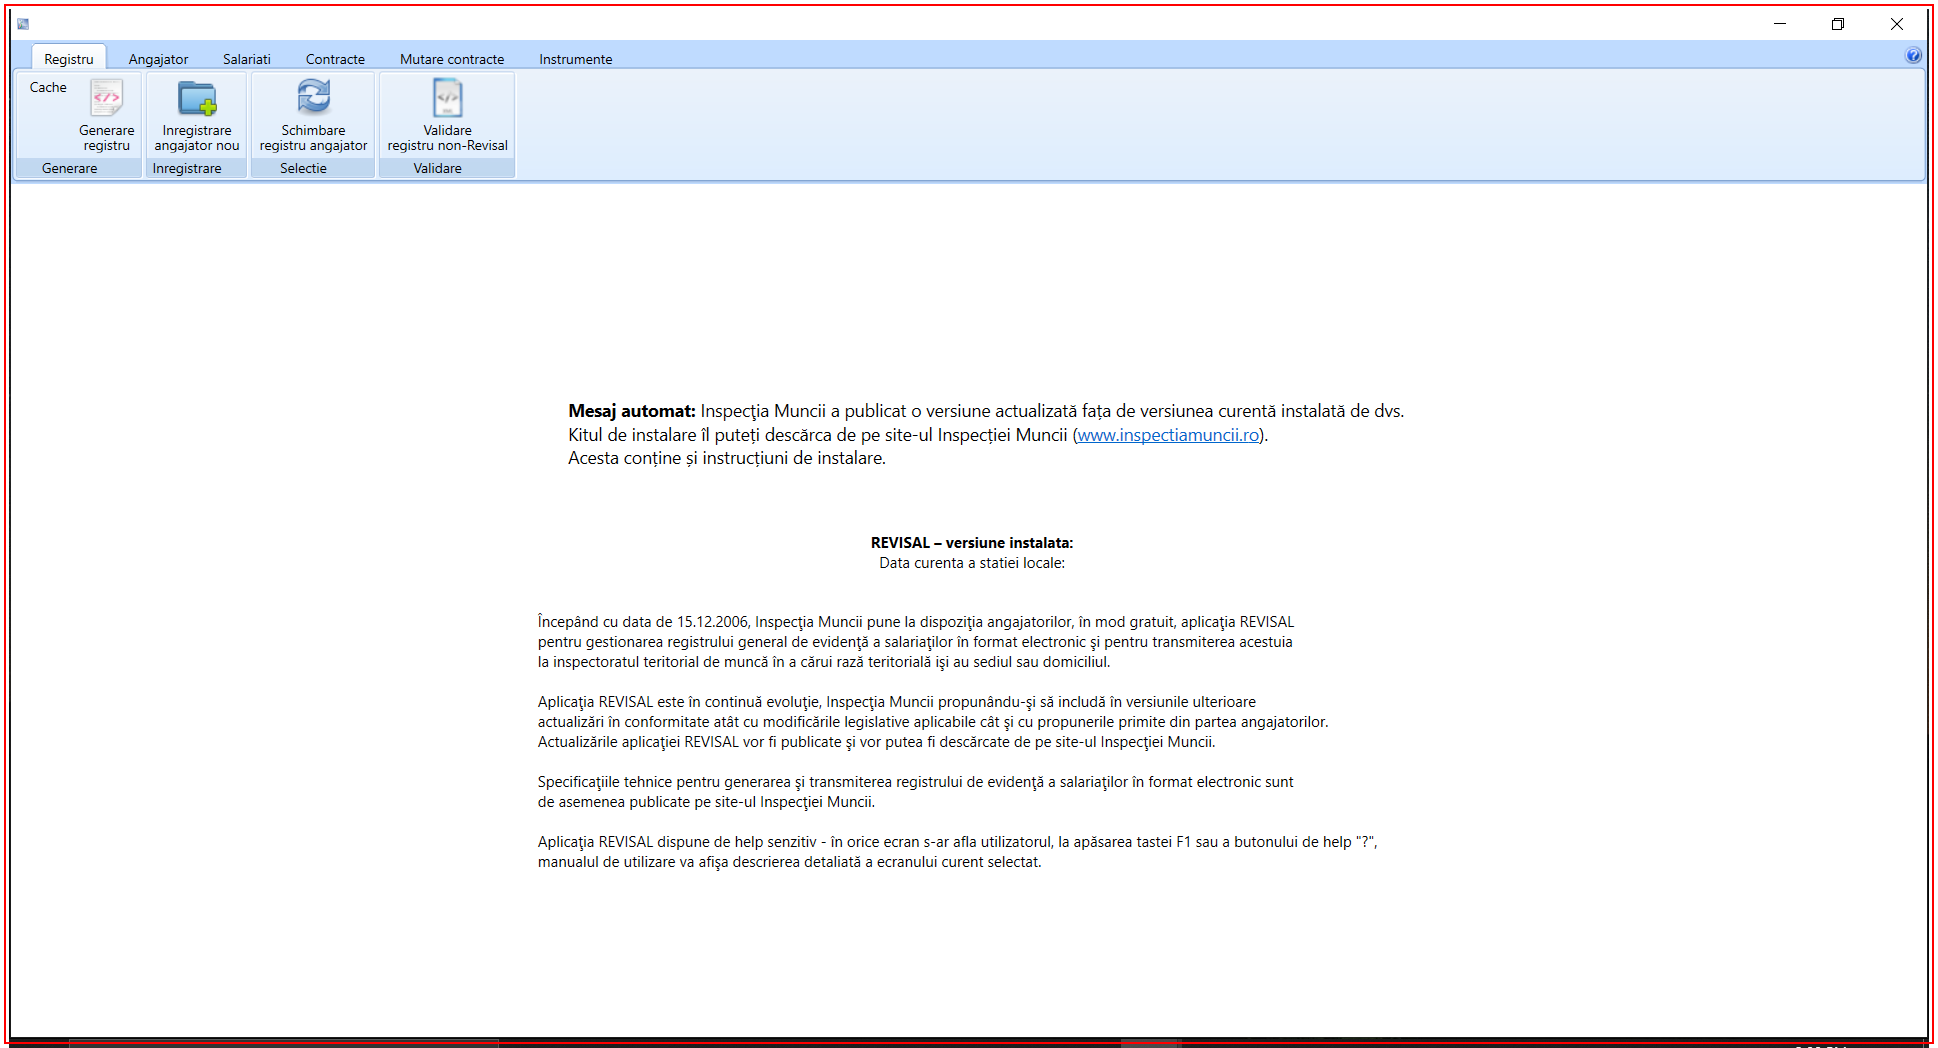 Registru Angajator Salariati Contracte Mutare contracte Instrumente
Cache
Generare
registru
Inregistrare
angajator nou
Schimbare
registru angajator
Validare
registru non-Revisal
Generare Inregistrare Selectie Validare
Mesaj automat: Inspecţia Muncii a publicat o versiune actualizată fața de versiunea curentă instalată de dvs.
Kitul de instalare îl puteți descărca de pe site-ul Inspecției Muncii (www.inspectiamuncii.ro).
Acesta conține și instrucțiuni de instalare.
REVISAL – versiune instalata:
Data curenta a statiei locale:
Începând cu data de 15.12.2006, Inspecţia Muncii pune la dispoziţia angajatorilor, în mod gratuit, aplicaţia REVISAL
pentru gestionarea registrului general de evidenţă a salariaţilor în format electronic şi pentru transmiterea acestuia
la inspectoratul teritorial de muncă în a cărui rază teritorială işi au sediul sau domiciliul.
Aplicaţia REVISAL este în continuă evoluţie, Inspecţia Muncii propunându-şi să includă în versiunile ulterioare
actualizări în conformitate atât cu modificările legislative aplicabile cât şi cu propunerile primite din partea angajatorilor.
Actualizările aplicaţiei REVISAL vor fi publicate şi vor putea fi descărcate de pe site-ul Inspecţiei Muncii.
Specificaţiile tehnice pentru generarea şi transmiterea registrului de evidenţă a salariaţilor în format electronic sunt
de asemenea publicate pe site-ul Inspecţiei Muncii.
Aplicaţia REVISAL dispune de help senzitiv - în orice ecran s-ar afla utilizatorul, la apăsarea tastei F1 sau a butonului de help "?",
manualul de utilizare va afişa descrierea detaliată a ecranului curent selectat.